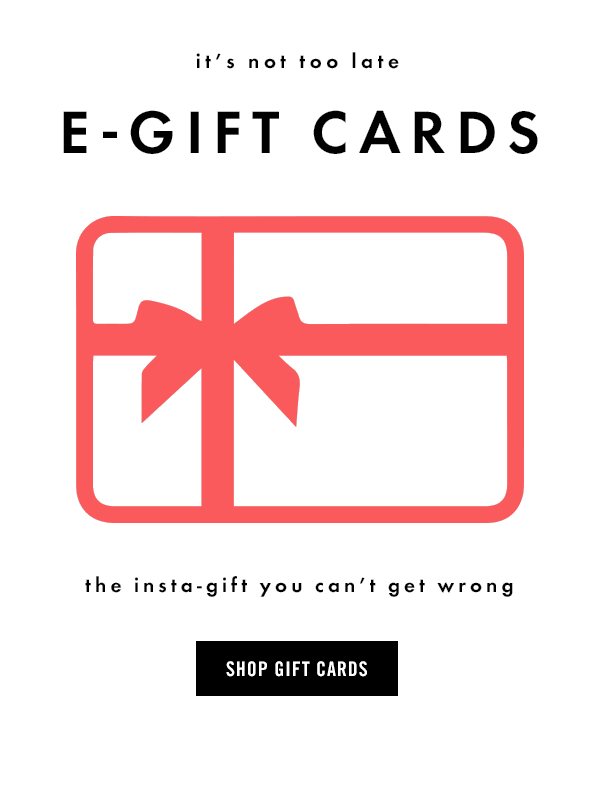 it's not too late
E-GIFT CARDS
the insta-gift you can't get wrong
SHOP GIFT CARDS